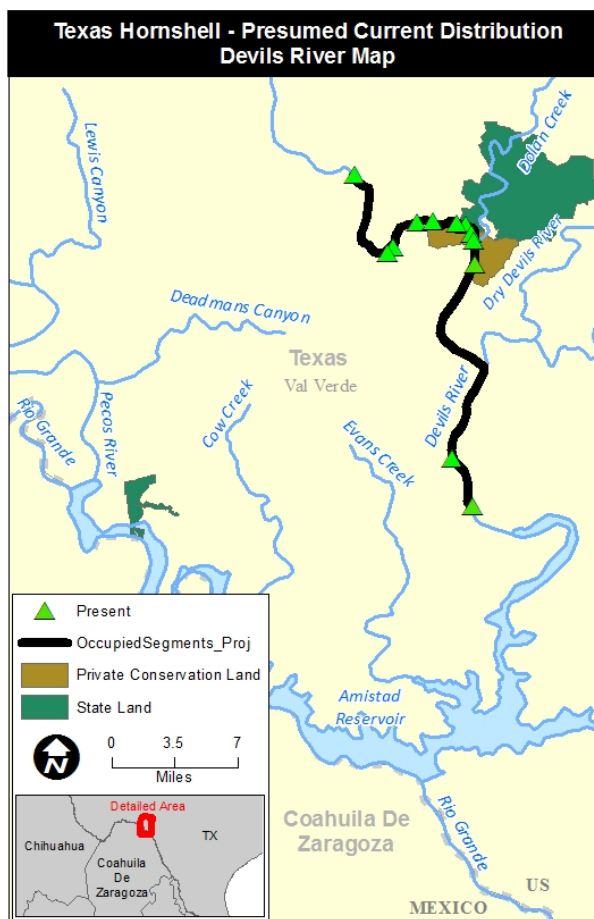 Texas Hornshell - Presumed Current Distribution
Devils River Map
Lewis Canyon
Dolan Creek
Dry Devils River
Deadmans Canyon
Texas
Val Verde
Devils River
Cow Creek
Evans Creek
Rio Grande
Pecos River
Present
OccupiedSegments_Proj
Private Conservation Land
State Land
N
0 3.5 7
Miles
Amistad
Reservoir
Coahuila De
Zaragoza
Rio Grande
US
MEXICO
Detailed Area
TX
Chihuahua
Coahuila
De
Zaragoza